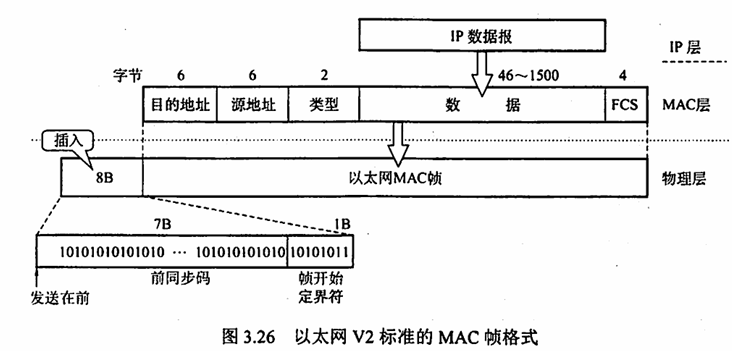 IP 数据报
IP 层
字节 6 6 2 46～1500 4
目的地址 源地址 类型 数 据 FCS MAC层
插入
8B 以太网MAC帧 物理层
7B 1B
10101010101010 … 101010101010 10101011
前同步码 帧开始
定界符
发送在前
图 3.26 以太网 V2 标准的 MAC 帧格式